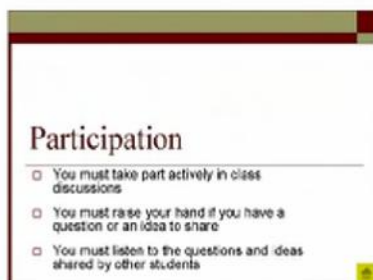 Participation
You must take part actively in class
discussions
You must raise your hand if you have a
question or an idea to share
You must listen to the questions and ideas
shared by other students